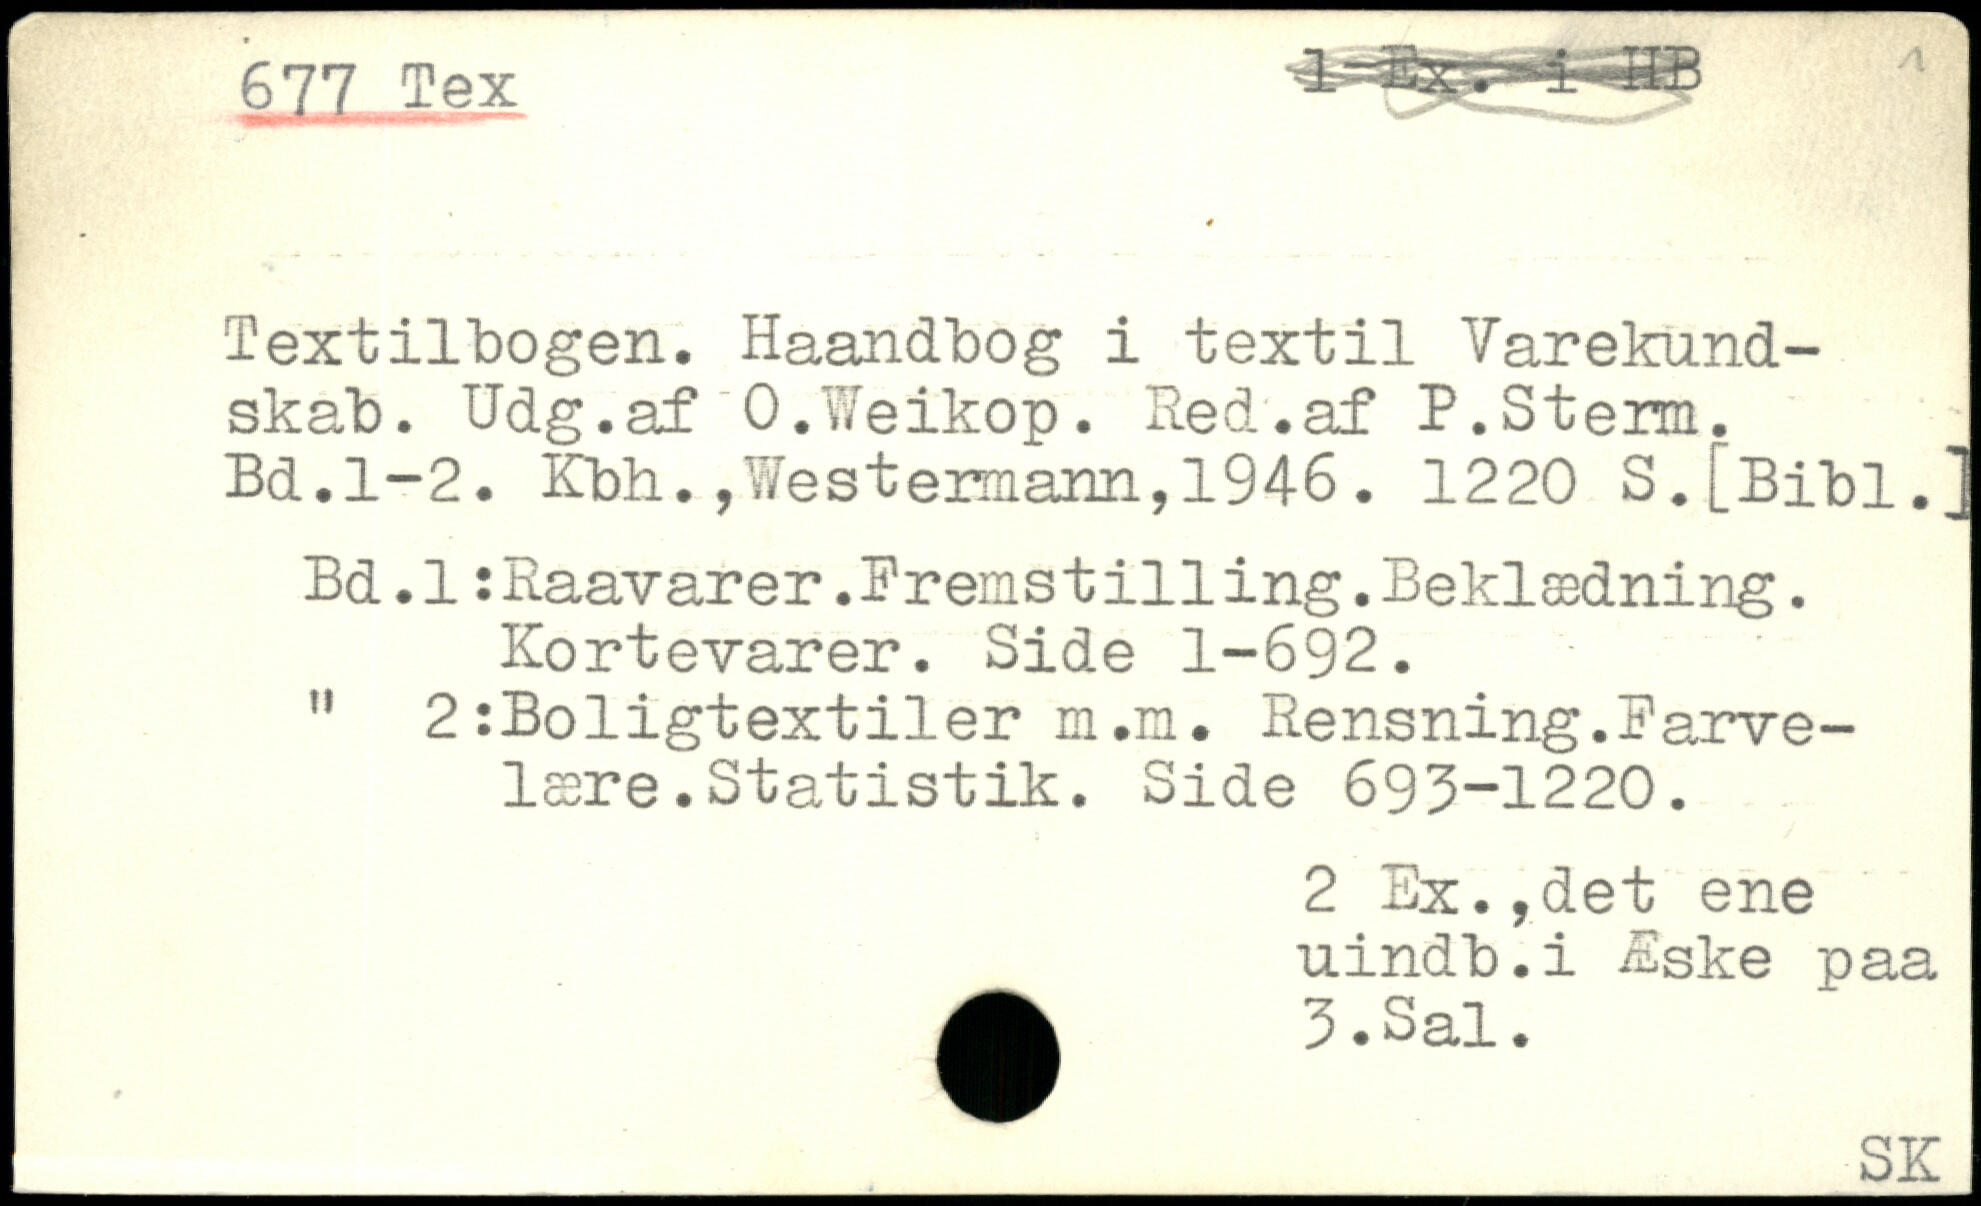 677 Tex
1 Ex. i HB
1
Textilbogen. Haandbog i textil Varekund-
skab. Udg.af O.Weikop. Red.af P.Sterm.
Bd.1-2. Kbh.,Westermann,1946. 1220 S.[Bibl.]
Bd.1:Raavarer.Fremstilling.Beklædning.
Kortevarer. Side 1-692.
" 2:Boligtextiler m.m. Rensning.Farve-
lære.Statistik. Side 693-1220.
2 Ex.,det ene
uindb.i Æske paa
3.Sal.
SK